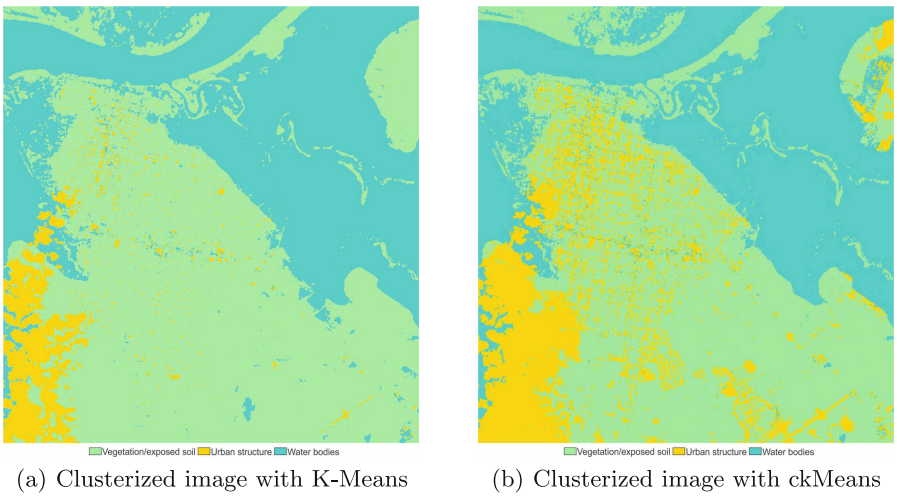 Vegetation/exposed soil Urban structure Water bodies
Vegetation/exposed soil Urban structure Water bodies
(a) Clusterized image with K-Means
(b) Clusterized image with ckMeans